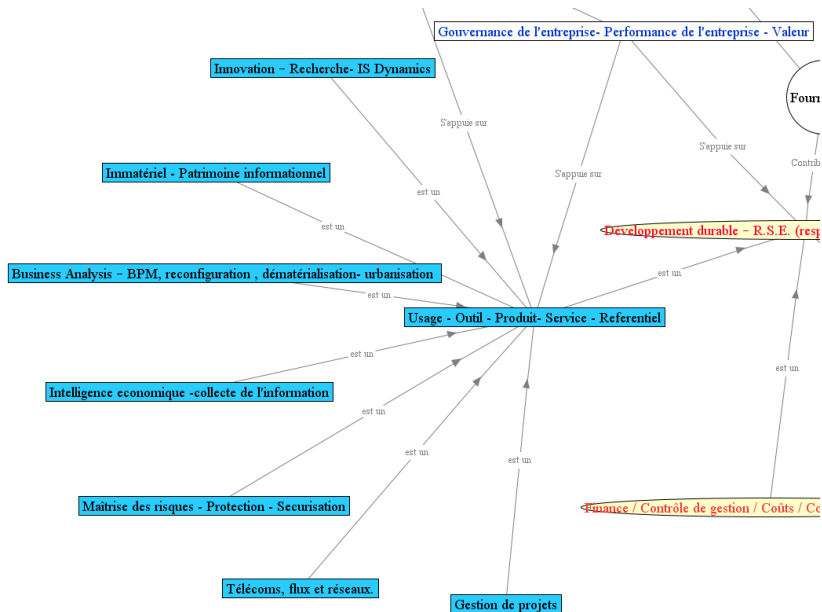 Gouvernance de l'entreprise- Performance de l'entreprise - Valeur
Innovation – Recherche- IS Dynamics
Fourn
S'appuie sur
S'appuie sur
Contrib
Immatériel - Patrimoine informationnel
S'appuie sur
est un
est un
Développement durable – R.S.E. (resp
Business Analysis – BPM, reconfiguration , dématérialisation- urbanisation
est un
est un
Usage - Outil - Produit- Service - Referentiel
est un
est un
Intelligence economique -collecte de l'information
est un
est un
est un
Maîtrise des risques - Protection - Securisation
Finance / Contrôle de gestion / Coûts / Co
Télécoms, flux et réseaux.
Gestion de projets